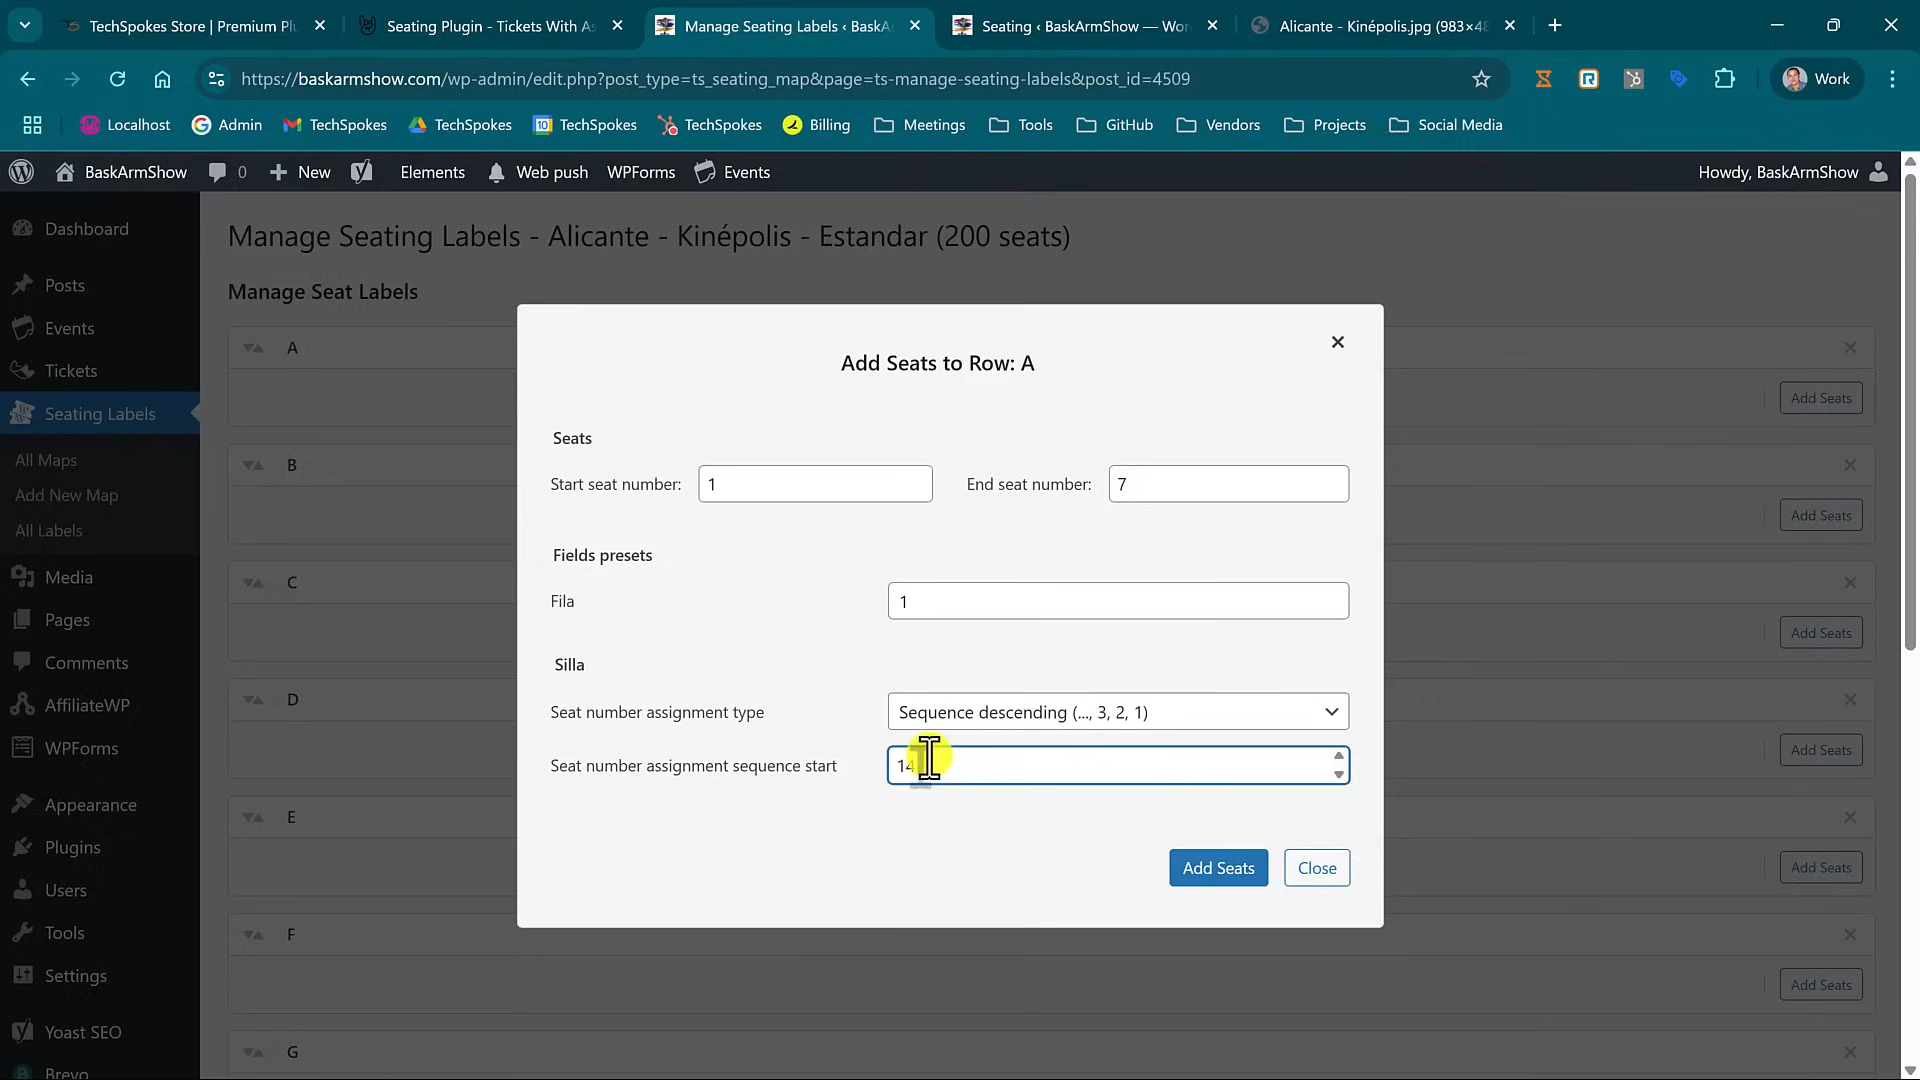 TechSpokes Store | Premium Pl
Seating Plugin - Tickets With As
Manage Seating Labels ‹ BaskAr
Seating ‹ BaskArmShow — Wor
Alicante - Kinépolis.jpg (983×48
https://baskarmshow.com/wp-admin/edit.php?post_type=ts_seating_map&page=ts-manage-seating-labels&post_id=4509
Work
Localhost
Admin
TechSpokes
TechSpokes
10 TechSpokes
TechSpokes
Billing
Meetings
Tools
GitHub
Vendors
Projects
Social Media
BaskArmShow
0
New
Elements
Web push
WPForms
Events
Howdy, BaskArmShow
Dashboard
Posts
Events
Tickets
Seating Labels
All Maps
Add New Map
All Labels
Media
Pages
Comments
AffiliateWP
WPForms
Appearance
Plugins
Users
Tools
Settings
Yoast SEO
Brevo
Manage Seating Labels - Alicante - Kinépolis - Estandar (200 seats)
Manage Seat Labels
A
Add Seats
B
Add Seats
C
Add Seats
D
Add Seats
E
Add Seats
F
Add Seats
G
Add Seats to Row: A
Seats
Start seat number: 1
End seat number: 7
Fields presets
Fila 1
Silla
Seat number assignment type Sequence descending (..., 3, 2, 1)
Seat number assignment sequence start 14
Add Seats
Close